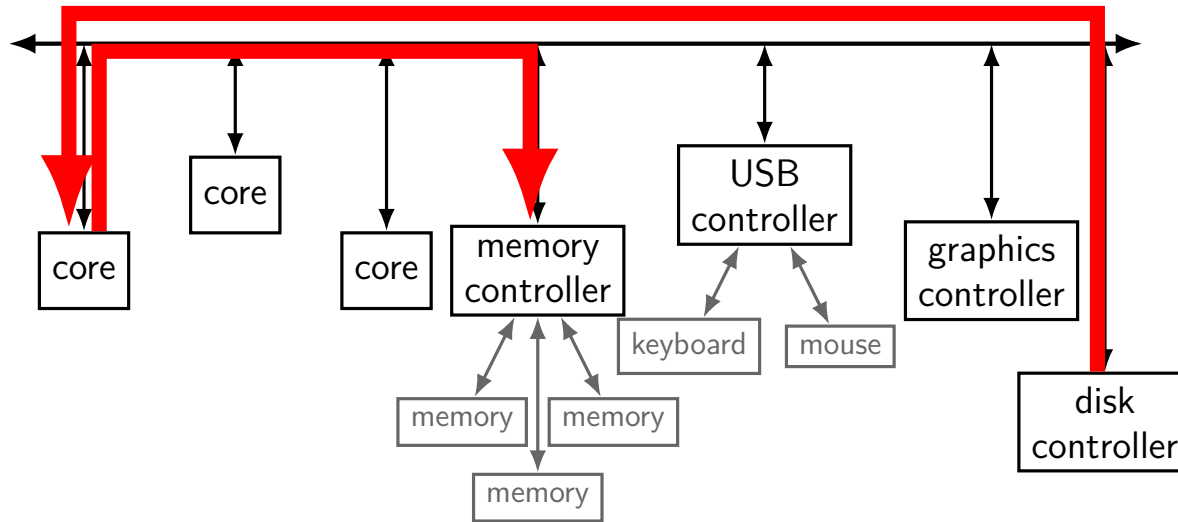 USB
controller
core
core
core
memory
controller
graphics
controller
keyboard
mouse
memory
memory
disk
controller
memory